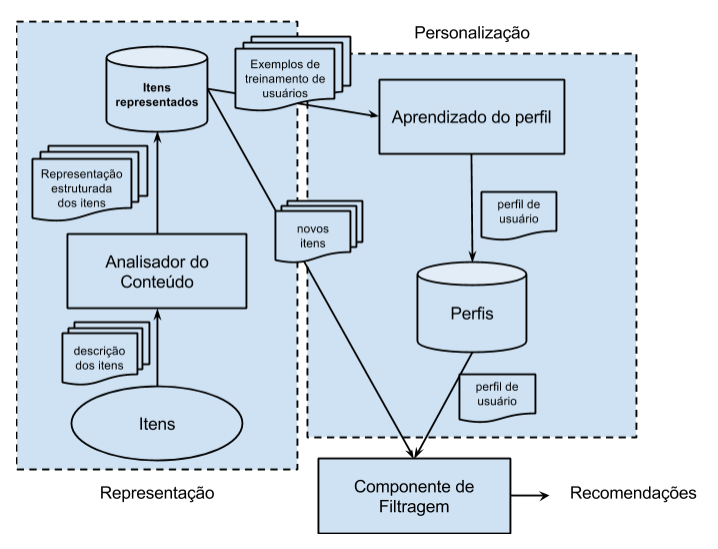 Personalização
Itens
representados
Exemplos de
treinamento de
usuários
Aprendizado do perfil
Representação
estruturada
dos itens
perfil de
usuário
novos
itens
Analisador do
Conteúdo
Perfis
descrição
dos itens
perfil de
usuário
Itens
Representação
Componente de
Filtragem
Recomendações